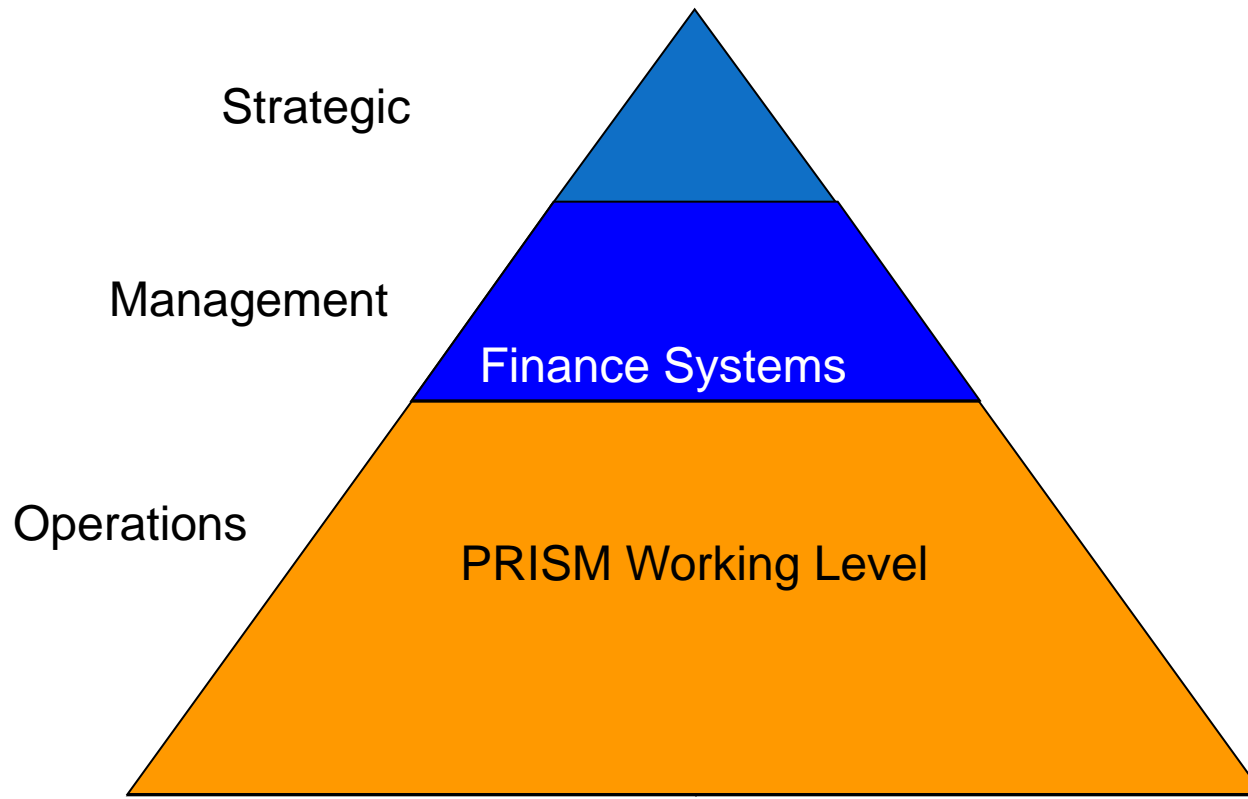 Strategic
Management
Finance Systems
Operations
PRISM Working Level